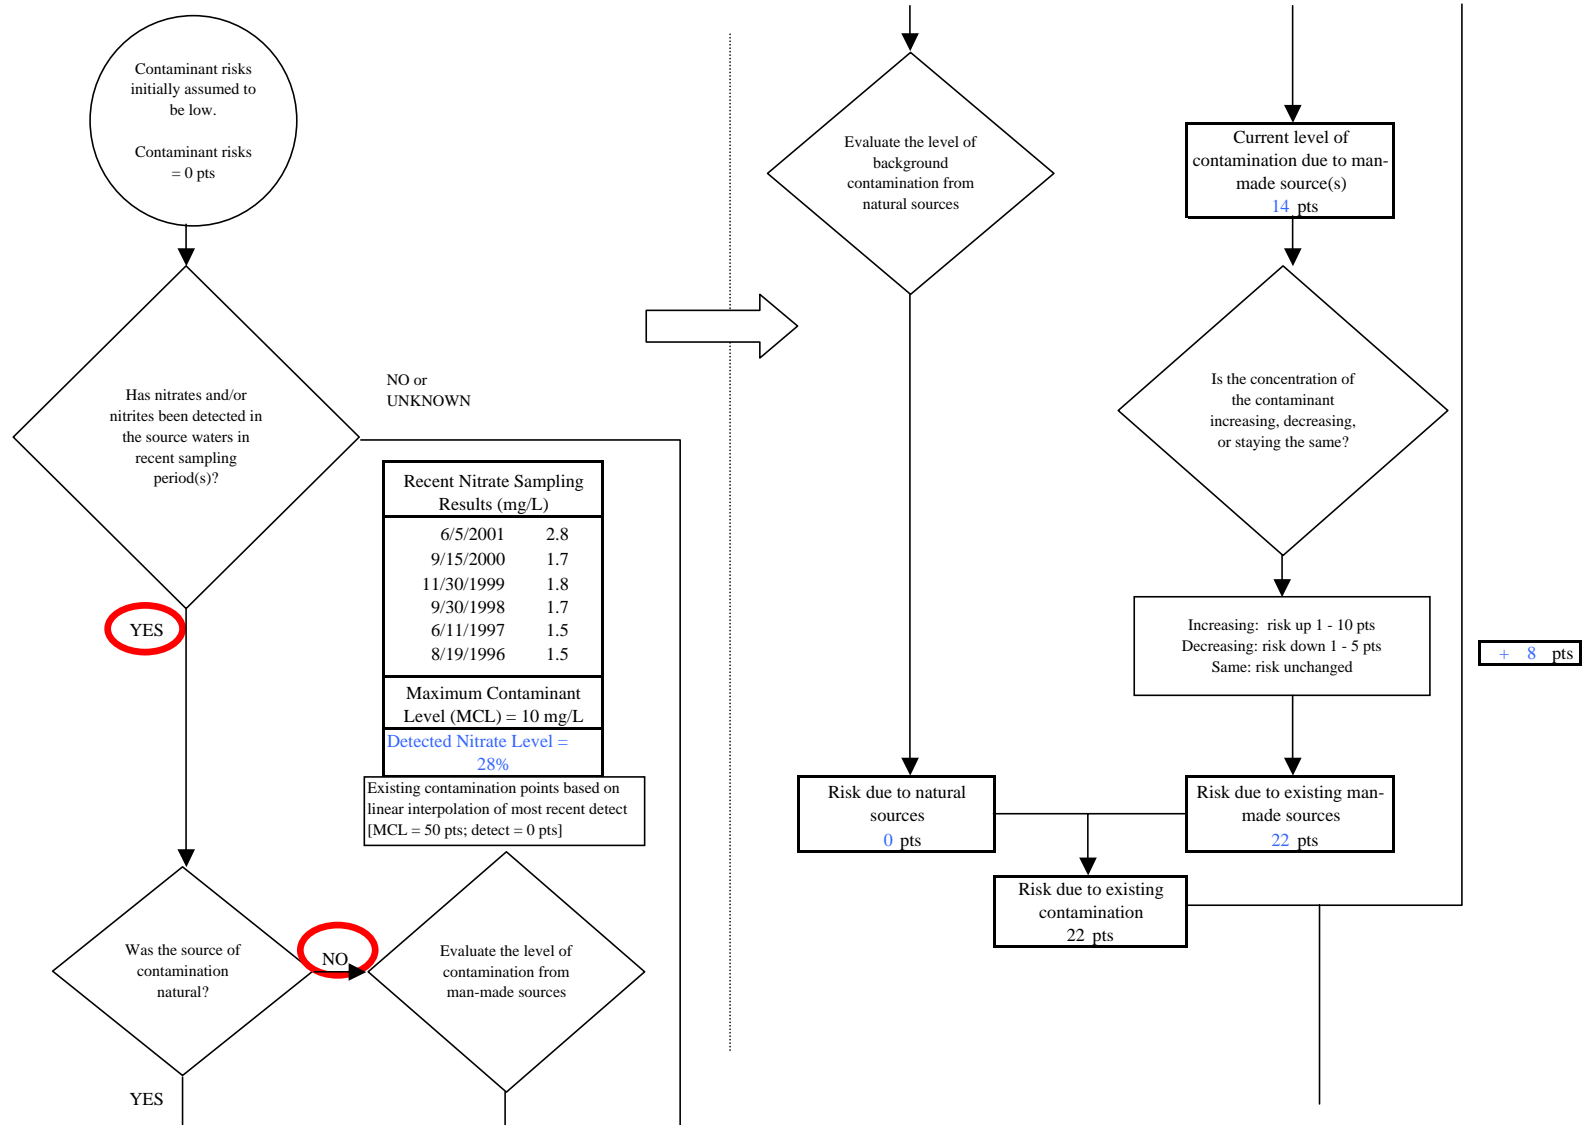 Contaminant risks
initially assumed to
be low.
Contaminant risks
= 0 pts
Has nitrates and/or
nitrites been detected in
the source waters in
recent sampling
period(s)?
NO or
UNKNOWN
YES
Recent Nitrate Sampling
Results (mg/L)
6/5/2001 2.8
9/15/2000 1.7
11/30/1999 1.8
9/30/1998 1.7
6/11/1997 1.5
8/19/1996 1.5
Maximum Contaminant
Level (MCL) = 10 mg/L
Detected Nitrate Level =
28%
Existing contamination points based on
linear interpolation of most recent detect
[MCL = 50 pts; detect = 0 pts]
Was the source of
contamination
natural?
NO
YES
Evaluate the level of
contamination from
man-made sources
Evaluate the level of
background
contamination from
natural sources
Current level of
contamination due to man-
made source(s)
14 pts
Is the concentration of
the contaminant
increasing, decreasing,
or staying the same?
Increasing: risk up 1 - 10 pts
Decreasing: risk down 1 - 5 pts
Same: risk unchanged
+ 8 pts
Risk due to natural
sources
0 pts
Risk due to existing man-
made sources
22 pts
Risk due to existing
contamination
22 pts